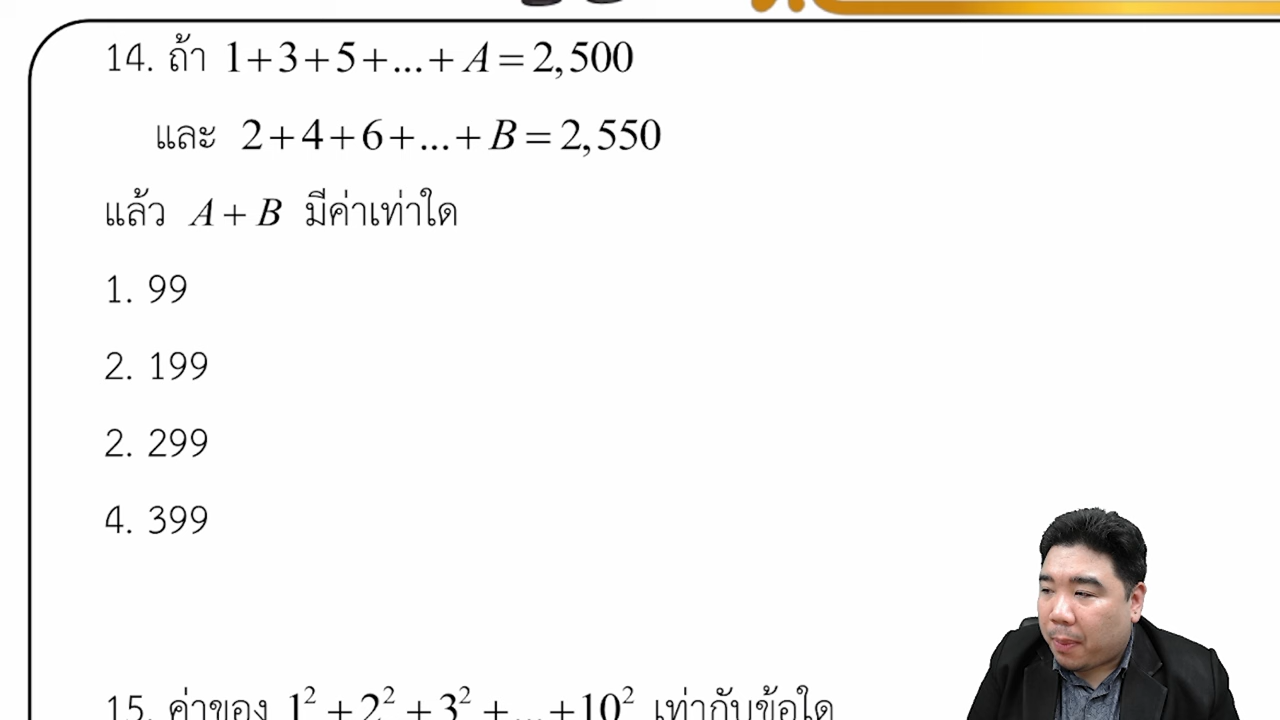 14. ถ้า 1+3+5+...+A=2,500
และ 2+4+6+...+B=2,550
แล้ว A+B มีค่าเท่าใด
1. 99
2. 199
2. 299
4. 399
15. ค่าของ 1²+2²+3²+...+10² เท่ากับข้อใด